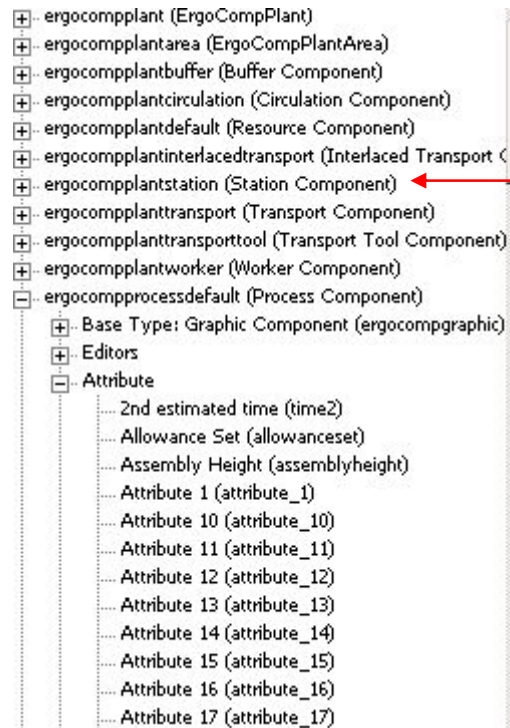 ergocompplant (ErgoCompPlant)
ergocompplantarea (ErgoCompPlantArea)
ergocompplantbuffer (Buffer Component)
ergocompplantcirculation (Circulation Component)
ergocompplantdefault (Resource Component)
ergocompplantinterlacedtransport (Interlaced Transport
ergocompplantstation (Station Component)
ergocompplanttransport (Transport Component)
ergocompplanttransporttool (Transport Tool Component)
ergocompplantworker (Worker Component)
ergocompprocessdefault (Process Component)
Base Type: Graphic Component (ergocompgraphic)
Editors
Attribute
2nd estimated time (time2)
Allowance Set (allowanceset)
Assembly Height (assemblyheight)
Attribute 1 (attribute_1)
Attribute 10 (attribute_10)
Attribute 11 (attribute_11)
Attribute 12 (attribute_12)
Attribute 13 (attribute_13)
Attribute 14 (attribute_14)
Attribute 15 (attribute_15)
Attribute 16 (attribute_16)
Attribute 17 (attribute_17)